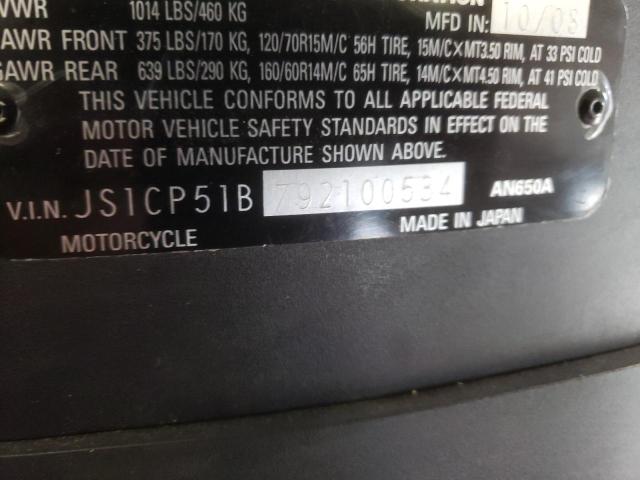 MFD IN: 10/08
VWR 1014 LBS/460 KG
GAWR FRONT 375 LBS/170 KG, 120/70R15M/C 56H TIRE, 15M/C×MT3.50 RIM, AT 33 PSI COLD
GAWR REAR 639 LBS/290 KG, 160/60R14M/C 65H TIRE, 14M/C×MT4.50 RIM, AT 41 PSI COLD
THIS VEHICLE CONFORMS TO ALL APPLICABLE FEDERAL
MOTOR VEHICLE SAFETY STANDARDS IN EFFECT ON THE
DATE OF MANUFACTURE SHOWN ABOVE.
V.I.N. JS1CP51B792100534 AN650A
MOTORCYCLE MADE IN JAPAN